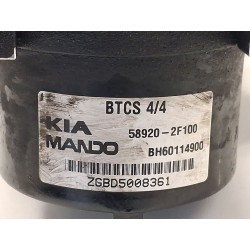 BTCS 4/4
KIA 58920-2F100
MANDO BH60114900
ZGBD5008361